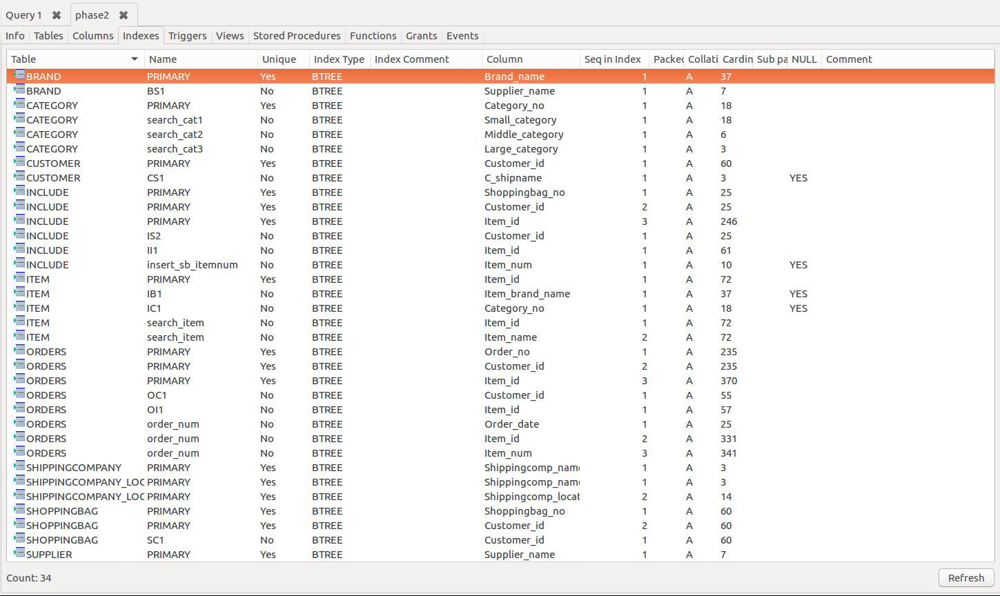 Query 1 phase2
Info Tables Columns Indexes Triggers Views Stored Procedures Functions Grants Events
Table Name Unique Index Type Index Comment Column Seq in Index Packed Collati Cardin Sub pa NULL Comment
BRAND PRIMARY Yes BTREE Brand_name 1 A 37
BRAND BS1 No BTREE Supplier_name 1 A 7
CATEGORY PRIMARY Yes BTREE Category_no 1 A 18
CATEGORY search_cat1 No BTREE Small_category 1 A 18
CATEGORY search_cat2 No BTREE Middle_category 1 A 6
CATEGORY search_cat3 No BTREE Large_category 1 A 3
CUSTOMER PRIMARY Yes BTREE Customer_id 1 A 60
CUSTOMER CS1 No BTREE C_shipname 1 A 3 YES
INCLUDE PRIMARY Yes BTREE Shoppingbag_no 1 A 25
INCLUDE PRIMARY Yes BTREE Customer_id 2 A 25
INCLUDE PRIMARY Yes BTREE Item_id 3 A 246
INCLUDE IS2 No BTREE Customer_id 1 A 25
INCLUDE II1 No BTREE Item_id 1 A 61
INCLUDE insert_sb_itemnum No BTREE Item_num 1 A 10 YES
ITEM PRIMARY Yes BTREE Item_id 1 A 72
ITEM IB1 No BTREE Item_brand_name 1 A 37 YES
ITEM IC1 No BTREE Category_no 1 A 18 YES
ITEM search_item No BTREE Item_id 1 A 72
ITEM search_item No BTREE Item_name 2 A 72
ORDERS PRIMARY Yes BTREE Order_no 1 A 235
ORDERS PRIMARY Yes BTREE Customer_id 2 A 235
ORDERS PRIMARY Yes BTREE Item_id 3 A 370
ORDERS OC1 No BTREE Customer_id 1 A 55
ORDERS OI1 No BTREE Item_id 1 A 57
ORDERS order_num No BTREE Order_date 1 A 25
ORDERS order_num No BTREE Item_id 2 A 331
ORDERS order_num No BTREE Item_num 3 A 341
SHIPPINGCOMPANY PRIMARY Yes BTREE Shippingcomp_name 1 A 3
SHIPPINGCOMPANY_LOC PRIMARY Yes BTREE Shippingcomp_name 1 A 3
SHIPPINGCOMPANY_LOC PRIMARY Yes BTREE Shippingcomp_locat 2 A 14
SHOPPINGBAG PRIMARY Yes BTREE Shoppingbag_no 1 A 60
SHOPPINGBAG PRIMARY Yes BTREE Customer_id 2 A 60
SHOPPINGBAG SC1 No BTREE Customer_id 1 A 60
SUPPLIER PRIMARY Yes BTREE Supplier_name 1 A 7
Count: 34 Refresh